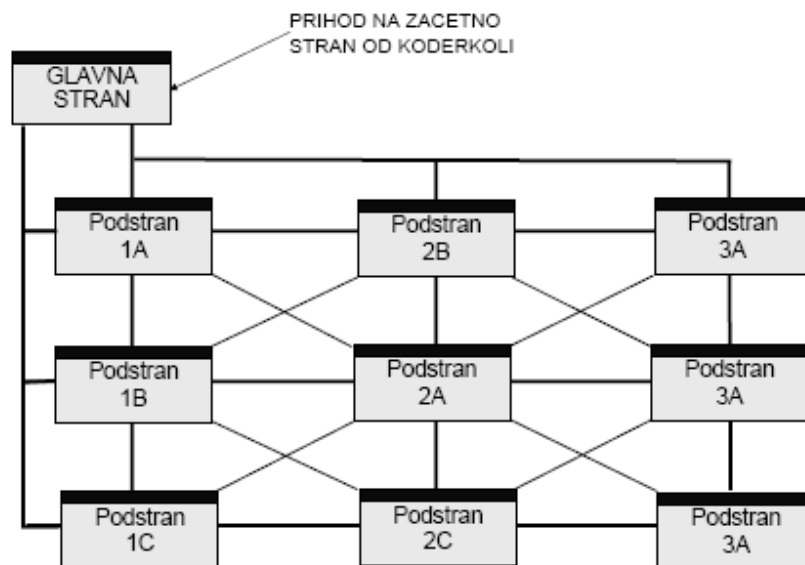 PRIHOD NA ZACETNO
STRAN OD KODERKOLI
GLAVNA
STRAN
Podstran
1A
Podstran
2B
Podstran
3A
Podstran
1B
Podstran
2A
Podstran
3A
Podstran
1C
Podstran
2C
Podstran
3A